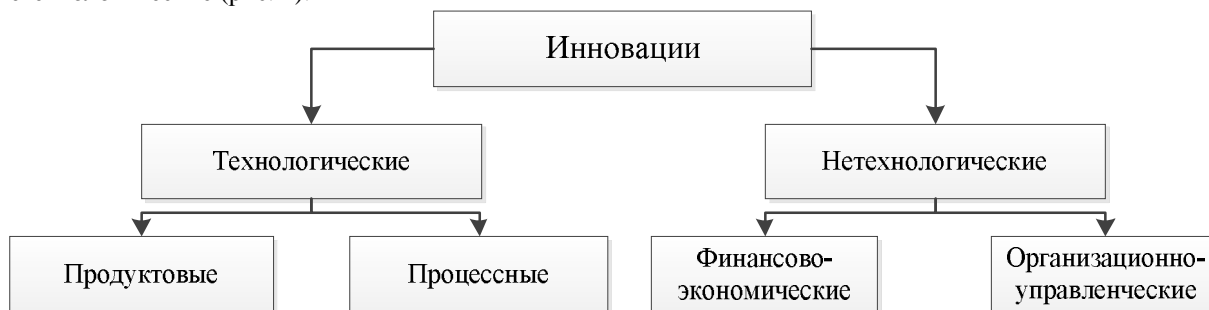 Инновации
Технологические
Нетехнологические
Продуктовые
Процессные
Финансово-
экономические
Организационно-
управленческие